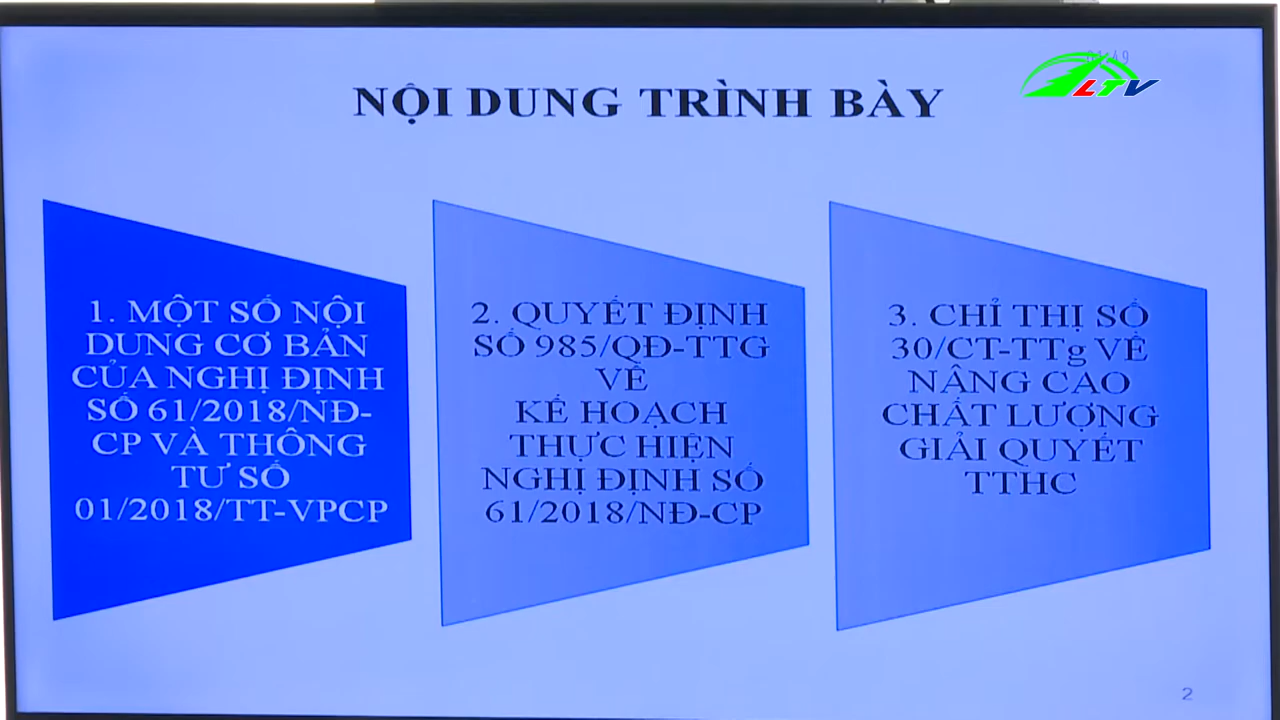 NỘI DUNG TRÌNH BÀY
LTV
1. MỘT SỐ NỘI
DUNG CƠ BẢN
CỦA NGHỊ ĐỊNH
SỐ 61/2018/NĐ-
CP VÀ THÔNG
TƯ SỐ
01/2018/TT-VPCP
2. QUYẾT ĐỊNH
SỐ 985/QĐ-TTG
VỀ
KẾ HOẠCH
THỰC HIỆN
NGHỊ ĐỊNH SỐ
61/2018/NĐ-CP
3. CHỈ THỊ SỐ
30/CT-TTg VỀ
NÂNG CAO
CHẤT LƯỢNG
GIẢI QUYẾT
TTHC
2